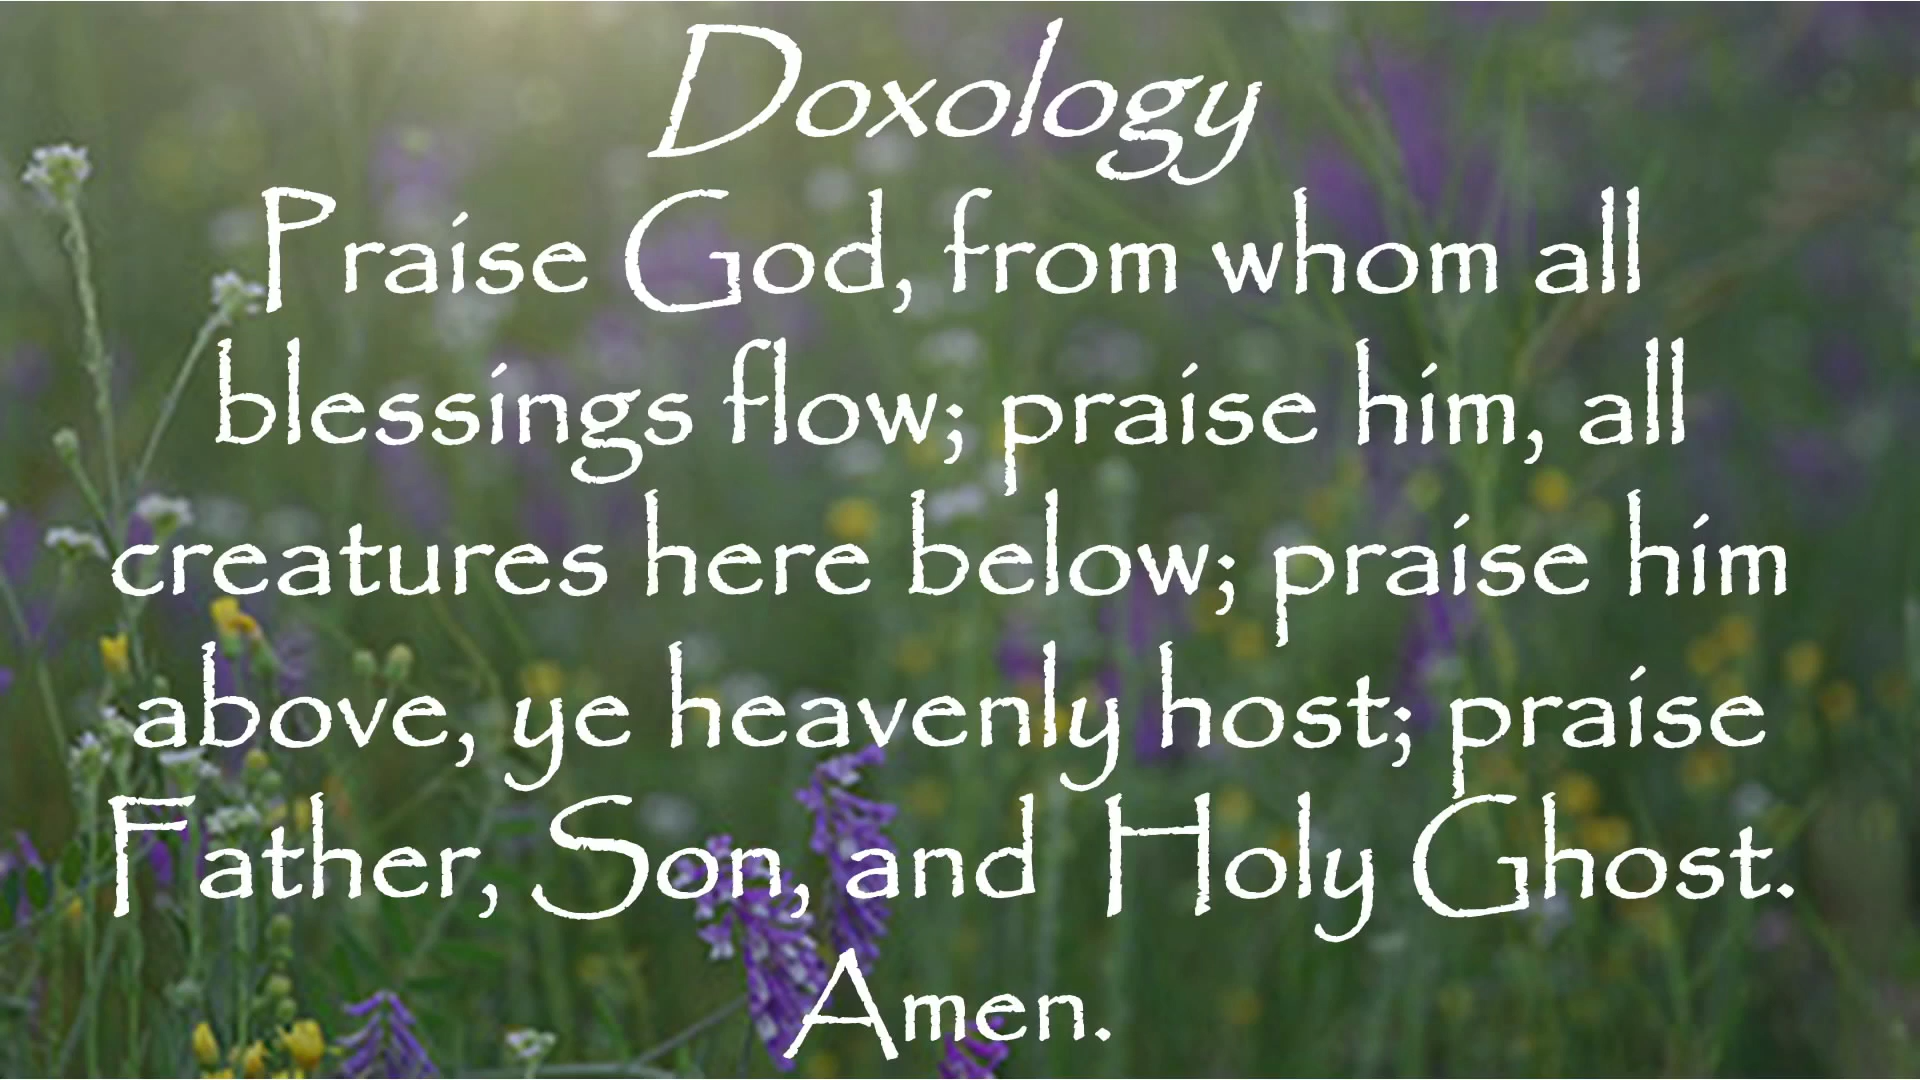 Doxology
Praise God, from whom all
blessings flow; praise him, all
creatures here below; praise him
above, ye heavenly host; praise
Father, Son, and Holy Ghost.
Amen.